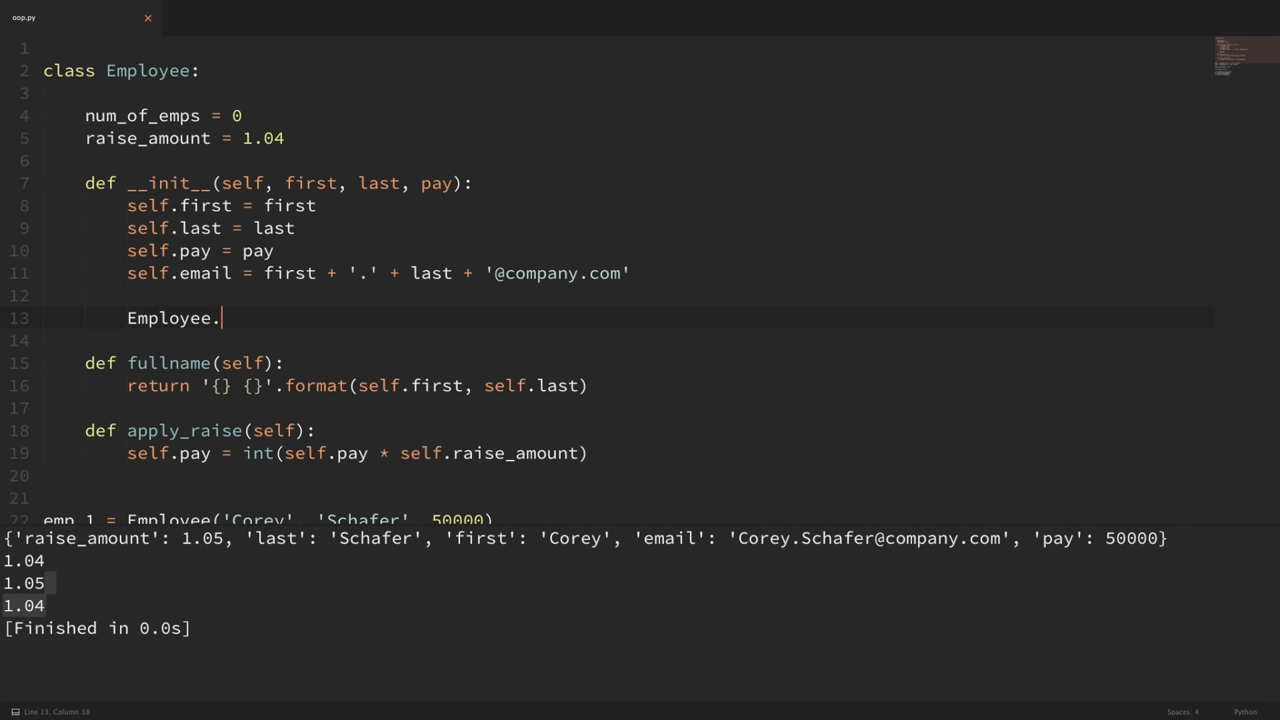 oop.py
1
2 class Employee:
3
4 num_of_emps = 0
5 raise_amount = 1.04
6
7 def __init__(self, first, last, pay):
8 self.first = first
9 self.last = last
10 self.pay = pay
11 self.email = first + '.' + last + '@company.com'
12
13 Employee.
14
15 def fullname(self):
16 return '{} {}'.format(self.first, self.last)
17
18 def apply_raise(self):
19 self.pay = int(self.pay * self.raise_amount)
20
21
22 emp_1 = Employee('Corey', 'Schafer', 50000)
{'raise_amount': 1.05, 'last': 'Schafer', 'first': 'Corey', 'email': 'Corey.Schafer@company.com', 'pay': 50000}
1.04
1.05
1.04
[Finished in 0.0s]
Line 13, Column 18
Spaces: 4
Python